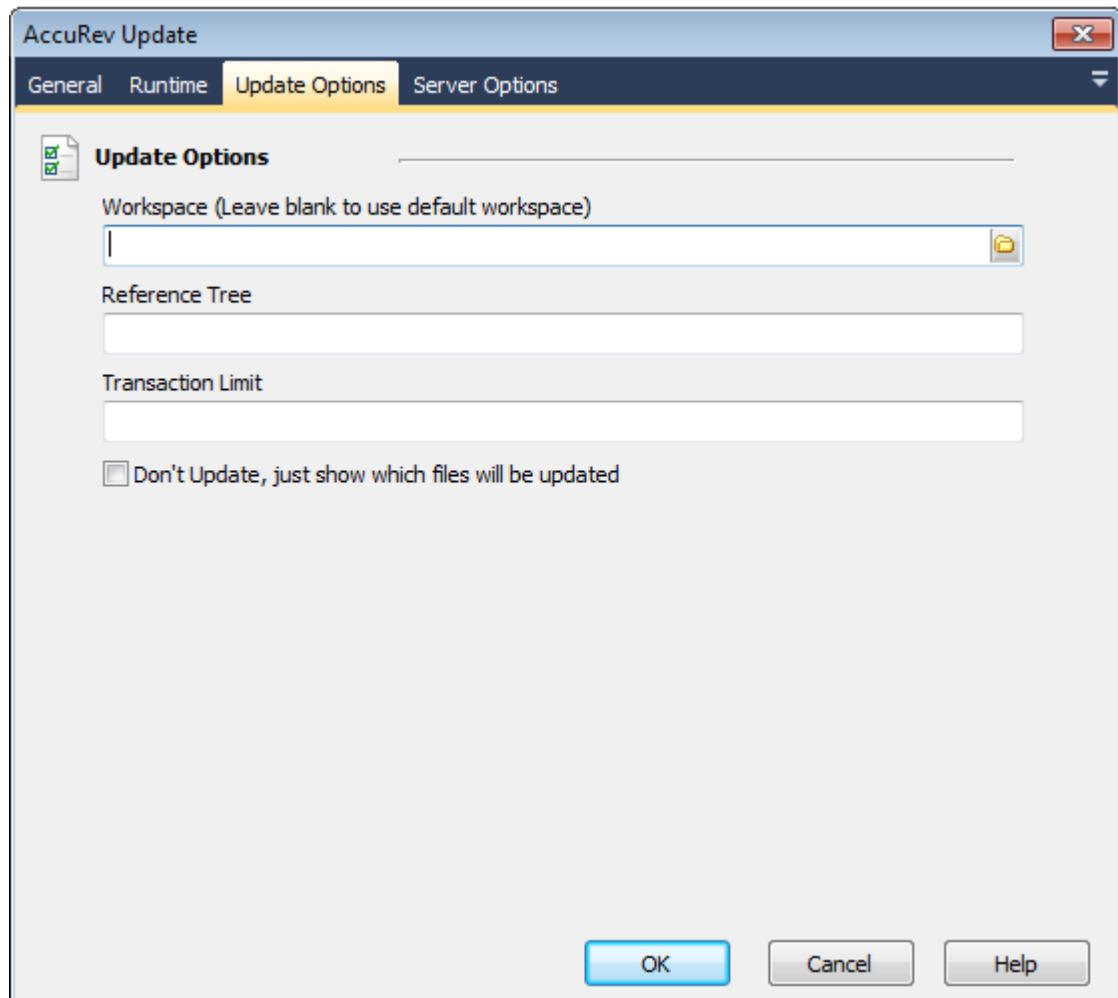 AccuRev Update
General Runtime Update Options Server Options
Update Options
Workspace (Leave blank to use default workspace)
Reference Tree
Transaction Limit
Don't Update, just show which files will be updated
OK Cancel Help